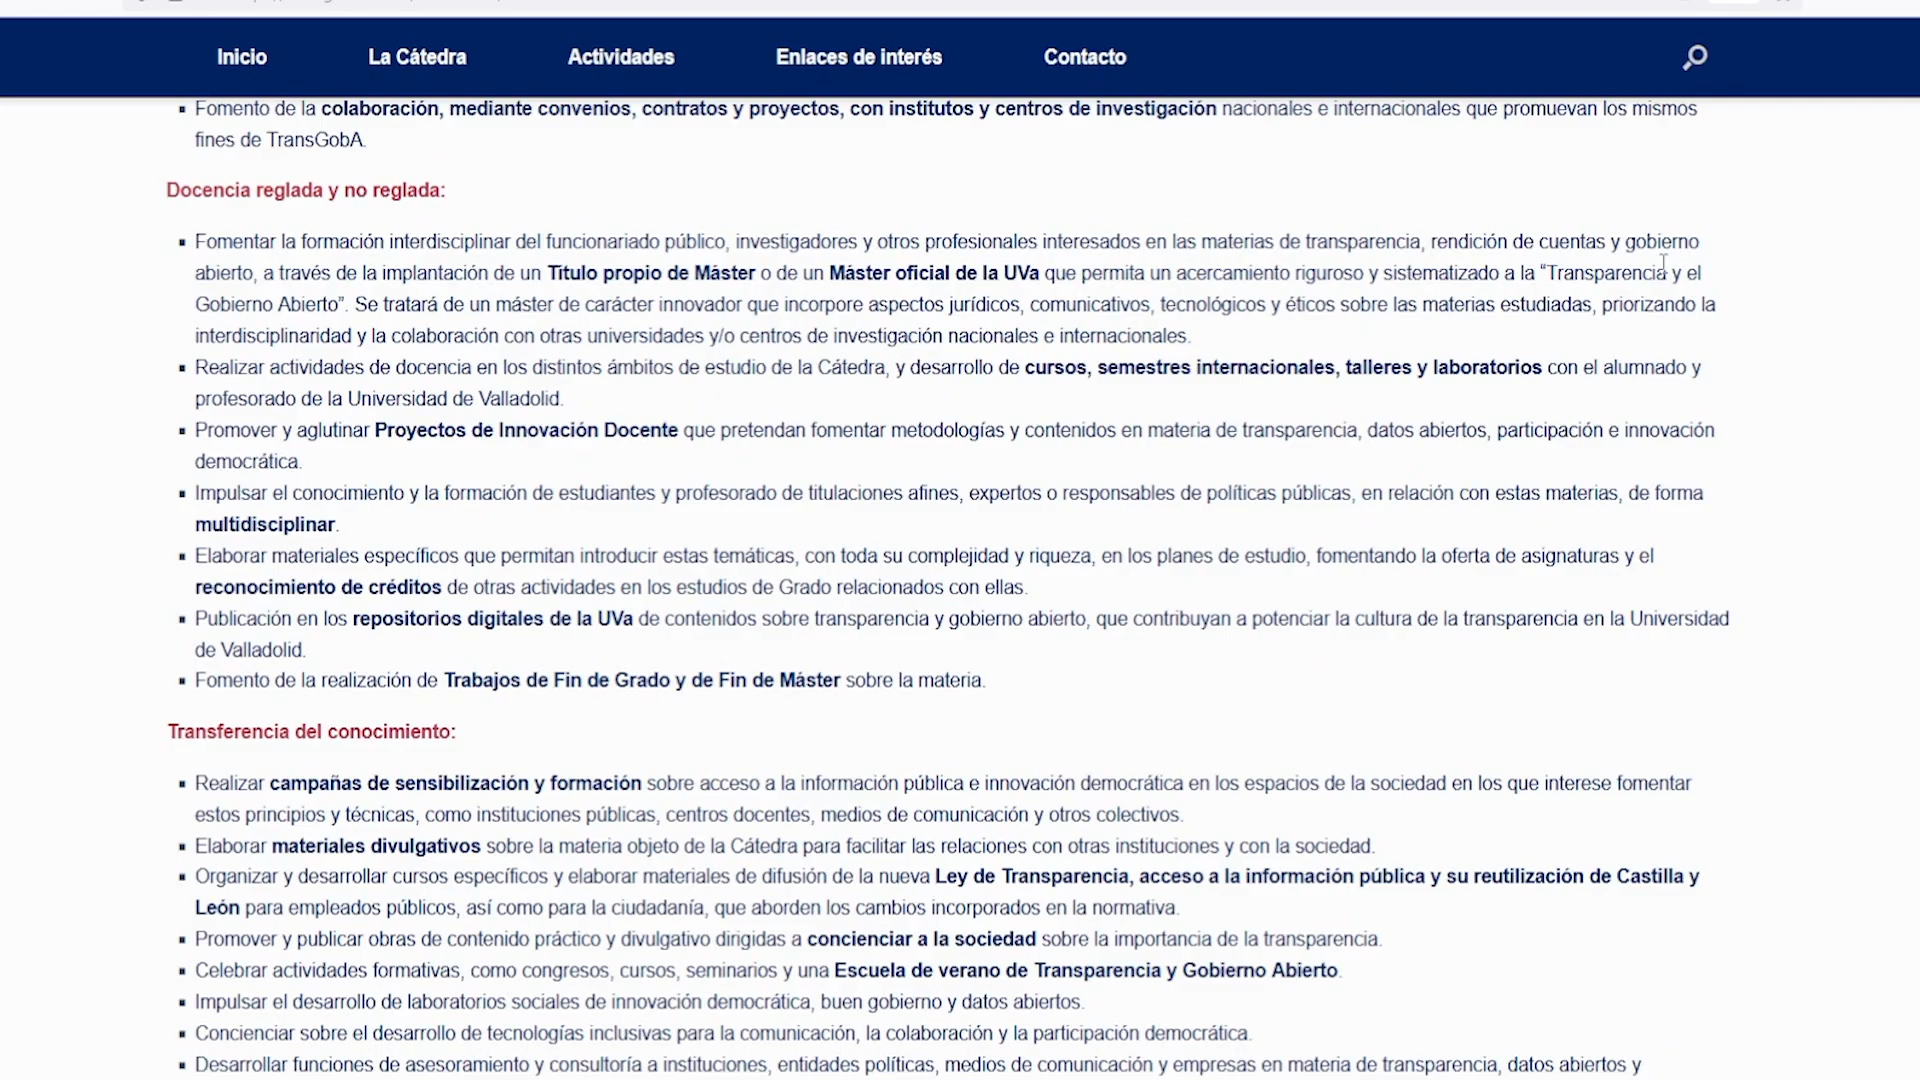 Inicio La Cátedra Actividades Enlaces de interés Contacto
Fomento de la colaboración, mediante convenios, contratos y proyectos, con institutos y centros de investigación nacionales e internacionales que promuevan los mismos
fines de TransGobA.
Docencia reglada y no reglada:
Fomentar la formación interdisciplinar del funcionariado público, investigadores y otros profesionales interesados en las materias de transparencia, rendición de cuentas y gobierno
abierto, a través de la implantación de un Título propio de Máster o de un Máster oficial de la UVa que permita un acercamiento riguroso y sistematizado a la “Transparencia y el
Gobierno Abierto”. Se tratará de un máster de carácter innovador que incorpore aspectos jurídicos, comunicativos, tecnológicos y éticos sobre las materias estudiadas, priorizando la
interdisciplinaridad y la colaboración con otras universidades y/o centros de investigación nacionales e internacionales.
Realizar actividades de docencia en los distintos ámbitos de estudio de la Cátedra, y desarrollo de cursos, semestres internacionales, talleres y laboratorios con el alumnado y
profesorado de la Universidad de Valladolid.
Promover y aglutinar Proyectos de Innovación Docente que pretendan fomentar metodologías y contenidos en materia de transparencia, datos abiertos, participación e innovación
democrática.
Impulsar el conocimiento y la formación de estudiantes y profesorado de titulaciones afines, expertos o responsables de políticas públicas, en relación con estas materias, de forma
multidisciplinar.
Elaborar materiales específicos que permitan introducir estas temáticas, con toda su complejidad y riqueza, en los planes de estudio, fomentando la oferta de asignaturas y el
reconocimiento de créditos de otras actividades en los estudios de Grado relacionados con ellas.
Publicación en los repositorios digitales de la UVa de contenidos sobre transparencia y gobierno abierto, que contribuyan a potenciar la cultura de la transparencia en la Universidad
de Valladolid.
Fomento de la realización de Trabajos de Fin de Grado y de Fin de Máster sobre la materia.
Transferencia del conocimiento:
Realizar campañas de sensibilización y formación sobre acceso a la información pública e innovación democrática en los espacios de la sociedad en los que interese fomentar
estos principios y técnicas, como instituciones públicas, centros docentes, medios de comunicación y otros colectivos.
Elaborar materiales divulgativos sobre la materia objeto de la Cátedra para facilitar las relaciones con otras instituciones y con la sociedad.
Organizar y desarrollar cursos específicos y elaborar materiales de difusión de la nueva Ley de Transparencia, acceso a la información pública y su reutilización de Castilla y
León para empleados públicos, así como para la ciudadanía, que aborden los cambios incorporados en la normativa.
Promover y publicar obras de contenido práctico y divulgativo dirigidas a concienciar a la sociedad sobre la importancia de la transparencia.
Celebrar actividades formativas, como congresos, cursos, seminarios y una Escuela de verano de Transparencia y Gobierno Abierto.
Impulsar el desarrollo de laboratorios sociales de innovación democrática, buen gobierno y datos abiertos.
Concienciar sobre el desarrollo de tecnologías inclusivas para la comunicación, la colaboración y la participación democrática.
Desarrollar funciones de asesoramiento y consultoría a instituciones, entidades políticas, medios de comunicación y empresas en materia de transparencia, datos abiertos y